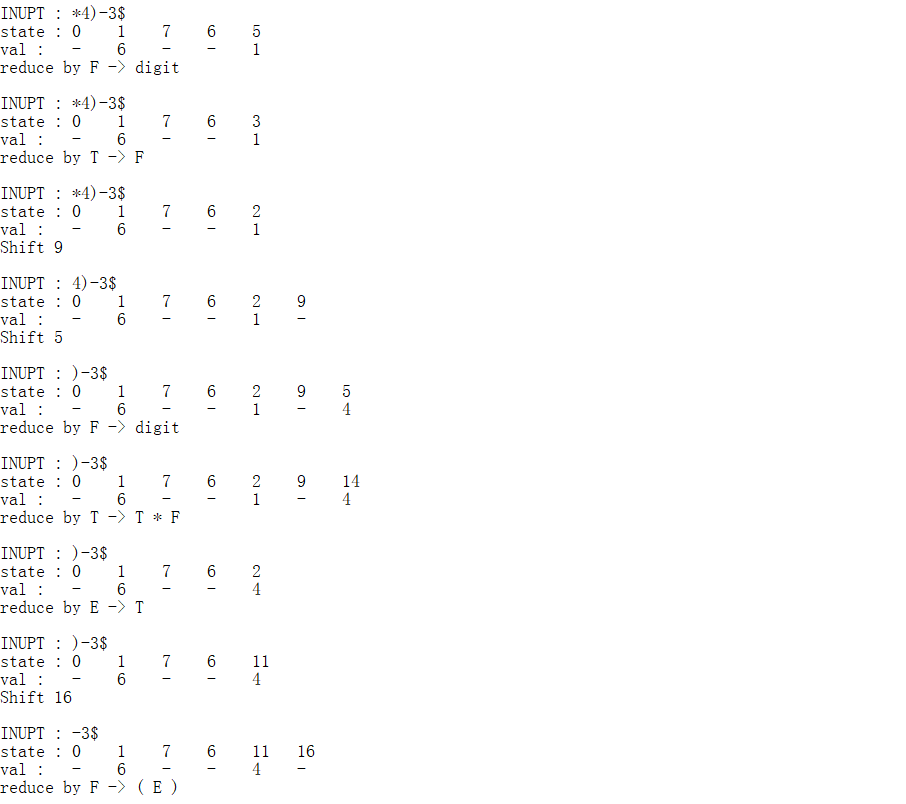 INUPT : *4)-3$
state : 0    1    7    6    5
val :   -    6    -    -    1
reduce by F -> digit

INUPT : *4)-3$
state : 0    1    7    6    3
val :   -    6    -    -    1
reduce by T -> F

INUPT : *4)-3$
state : 0    1    7    6    2
val :   -    6    -    -    1
Shift 9

INUPT : 4)-3$
state : 0    1    7    6    2    9
val :   -    6    -    -    1    -
Shift 5

INUPT : )-3$
state : 0    1    7    6    2    9    5
val :   -    6    -    -    1    -    4
reduce by F -> digit

INUPT : )-3$
state : 0    1    7    6    2    9    14
val :   -    6    -    -    1    -    4
reduce by T -> T * F

INUPT : )-3$
state : 0    1    7    6    2
val :   -    6    -    -    4
reduce by E -> T

INUPT : )-3$
state : 0    1    7    6    11
val :   -    6    -    -    4
Shift 16

INUPT : -3$
state : 0    1    7    6    11   16
val :   -    6    -    -    4    -
reduce by F -> ( E )